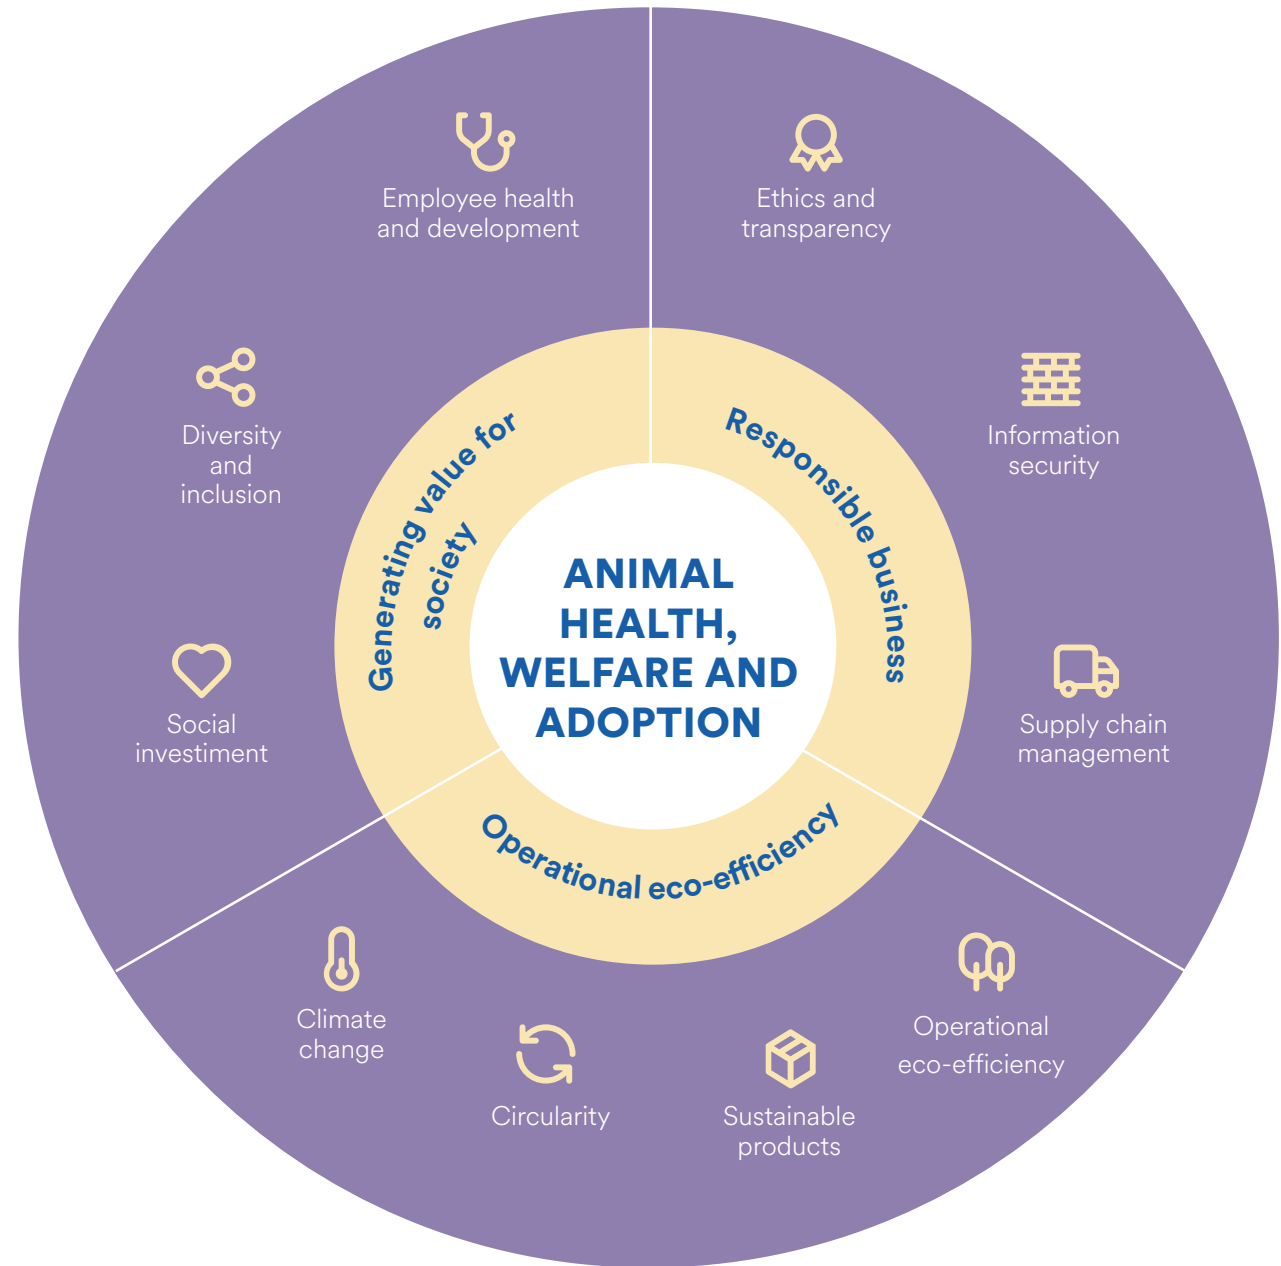 Employee health
and development
Ethics and
transparency
Diversity
and
inclusion
Information
security
Social
investiment
Supply chain
management
Generating value for
society
Responsible business
ANIMAL
HEALTH,
WELFARE AND
ADOPTION
Operational eco-efficiency
Climate
change
Circularity
Sustainable
products
Operational
eco-efficiency